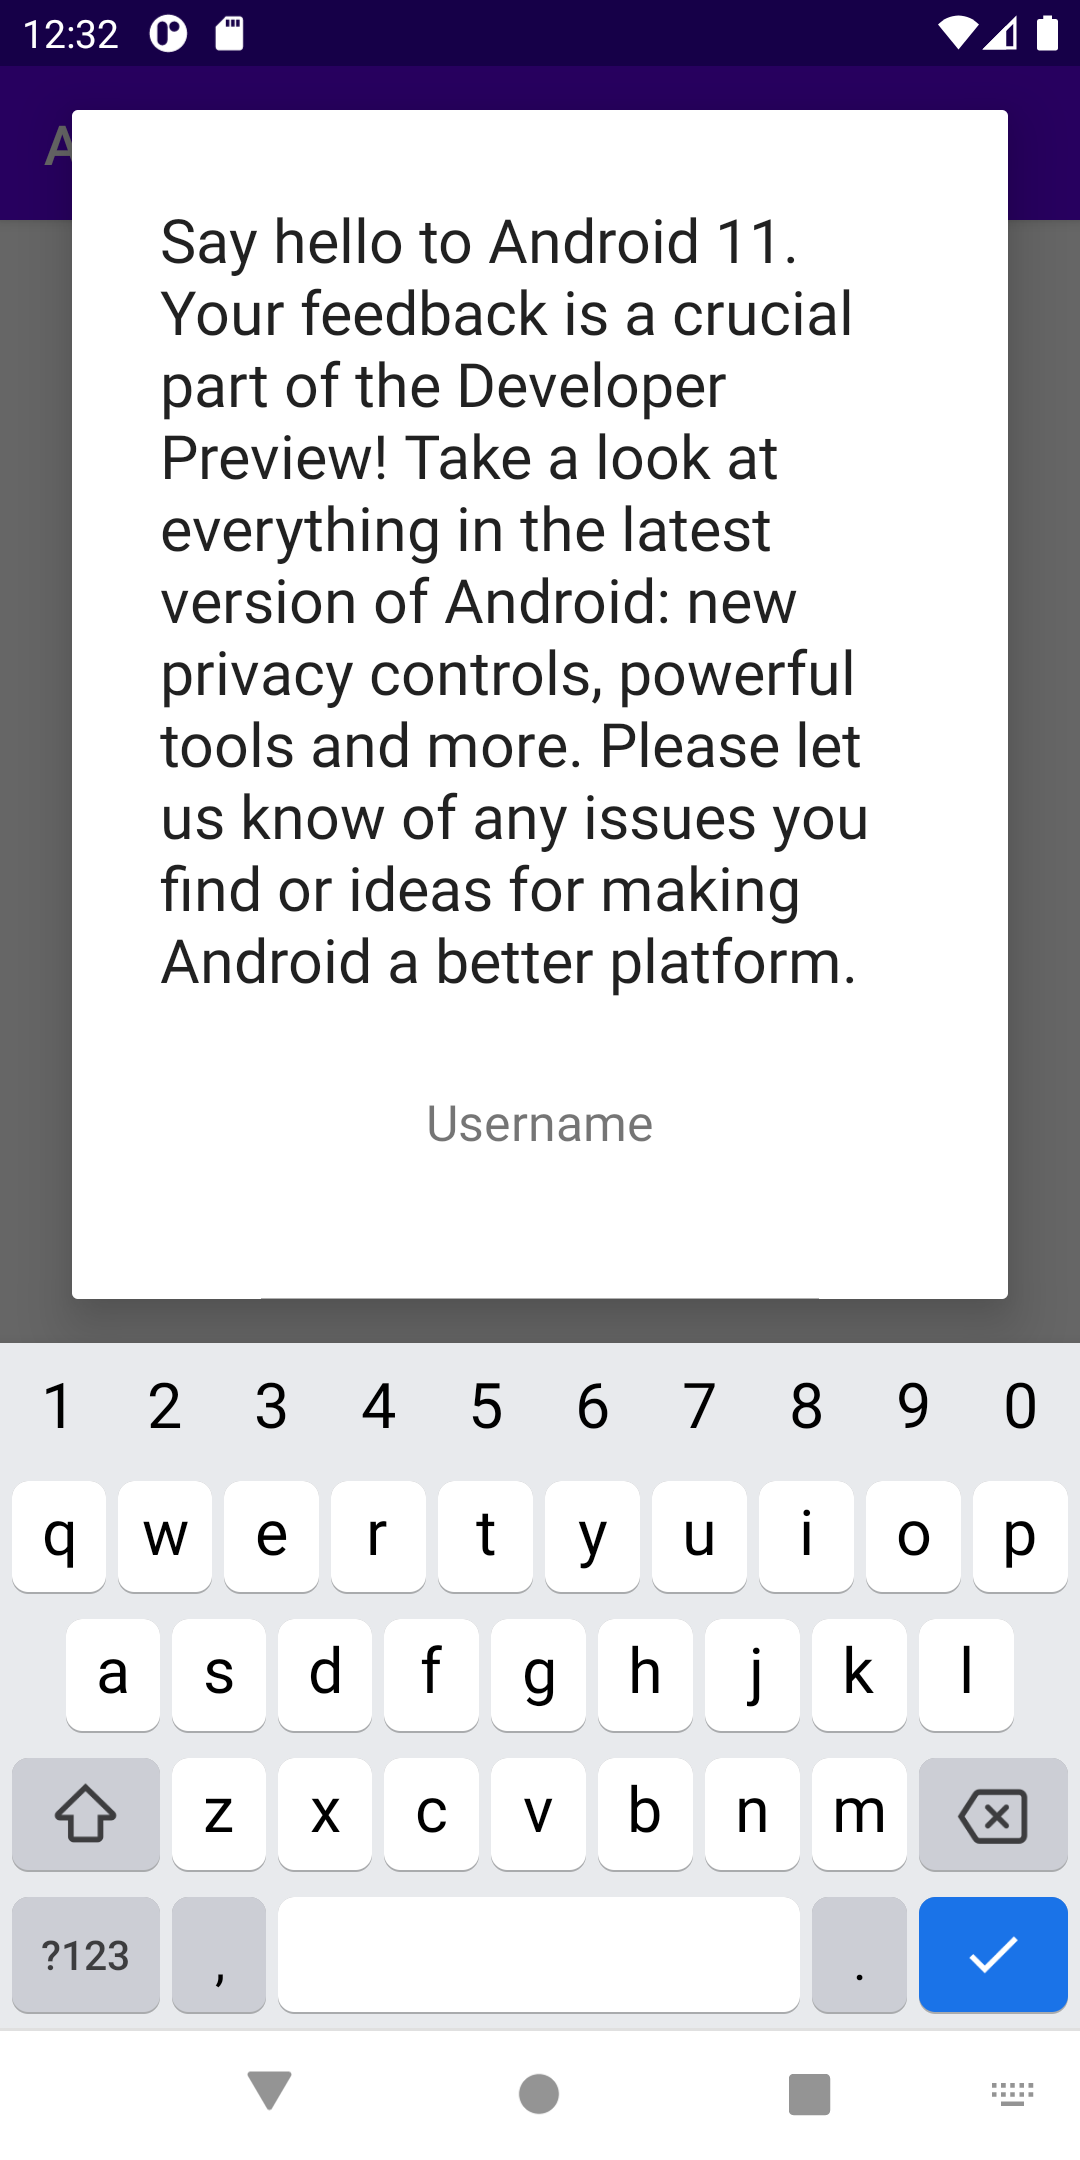 12:32
A
Say hello to Android 11.
Your feedback is a crucial
part of the Developer
Preview! Take a look at
everything in the latest
version of Android: new
privacy controls, powerful
tools and more. Please let
us know of any issues you
find or ideas for making
Android a better platform.
Username
1 2 3 4 5 6 7 8 9 0
q w e r t y u i o p
a s d f g h j k l
z x c v b n m
?123 , .